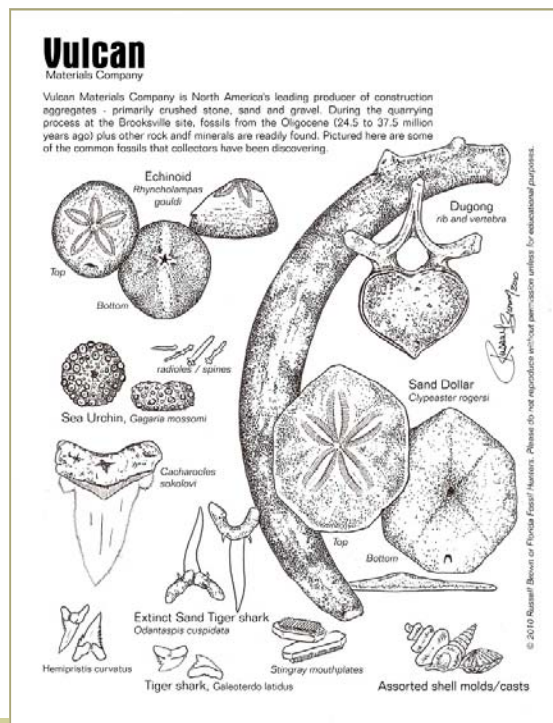 Vulcan
Materials Company
Vulcan Materials Company is North America's leading producer of construction
aggregates - primarily crushed stone, sand and gravel. During the quarrying
process at the Brooksville site, fossils from the Oligocene (24.5 to 37.5 million
years ago) plus other rock andf minerals are readily found. Pictured here are some
of the common fossils that collectors have been discovering.
Echinoid
Rhyncholampas
gouldi
Top
Bottom
Dugong
rib and vertebra
radioles / spines
Sea Urchin, Gagaria mossomi
Sand Dollar
Clypeaster rogersi
Cacharocles
sokolovi
Top
Bottom
Extinct Sand Tiger shark
Odantaspis cuspidata
Hemipristis curvatus
Tiger shark, Galeoterdo latidus
Stingray mouthplates
Assorted shell molds/casts
Russell Brown 2010
© 2010 Russell Brown or Florida Fossil Hunters. Please do not reproduce without permission unless for educational purposes.